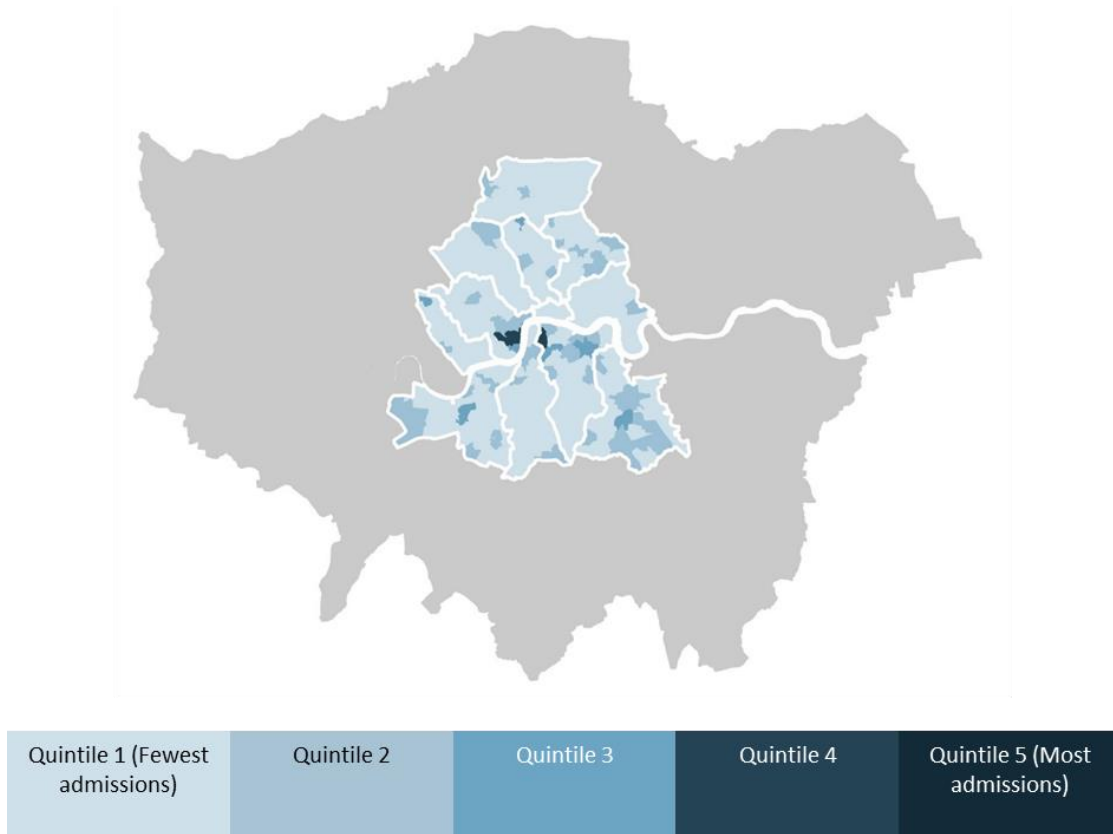 Quintile 1 (Fewest
admissions)
Quintile 2
Quintile 3
Quintile 4
Quintile 5 (Most
admissions)